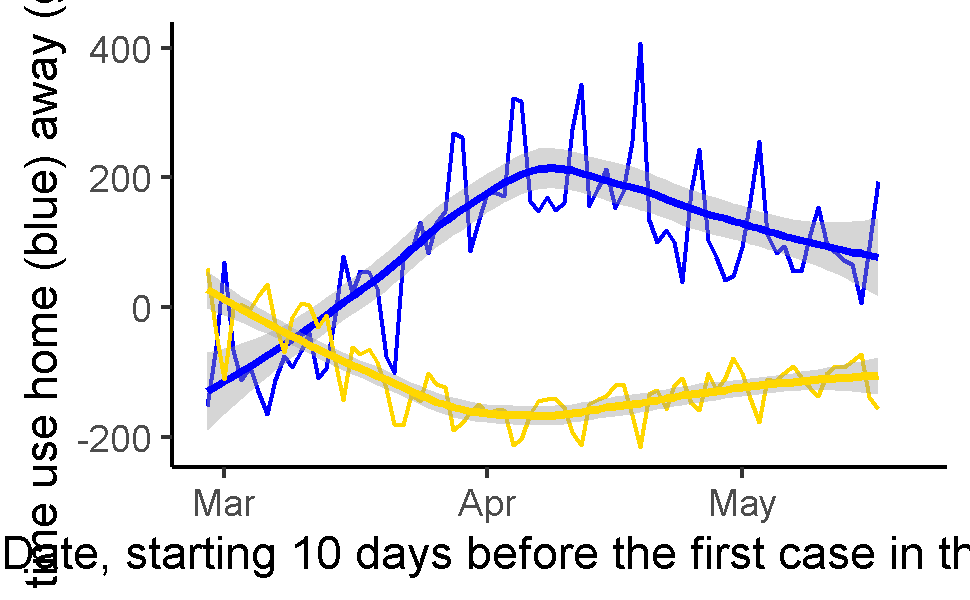 time use home (blue) away (
400
200
0
-200
Mar Apr May
Date, starting 10 days before the first case in th